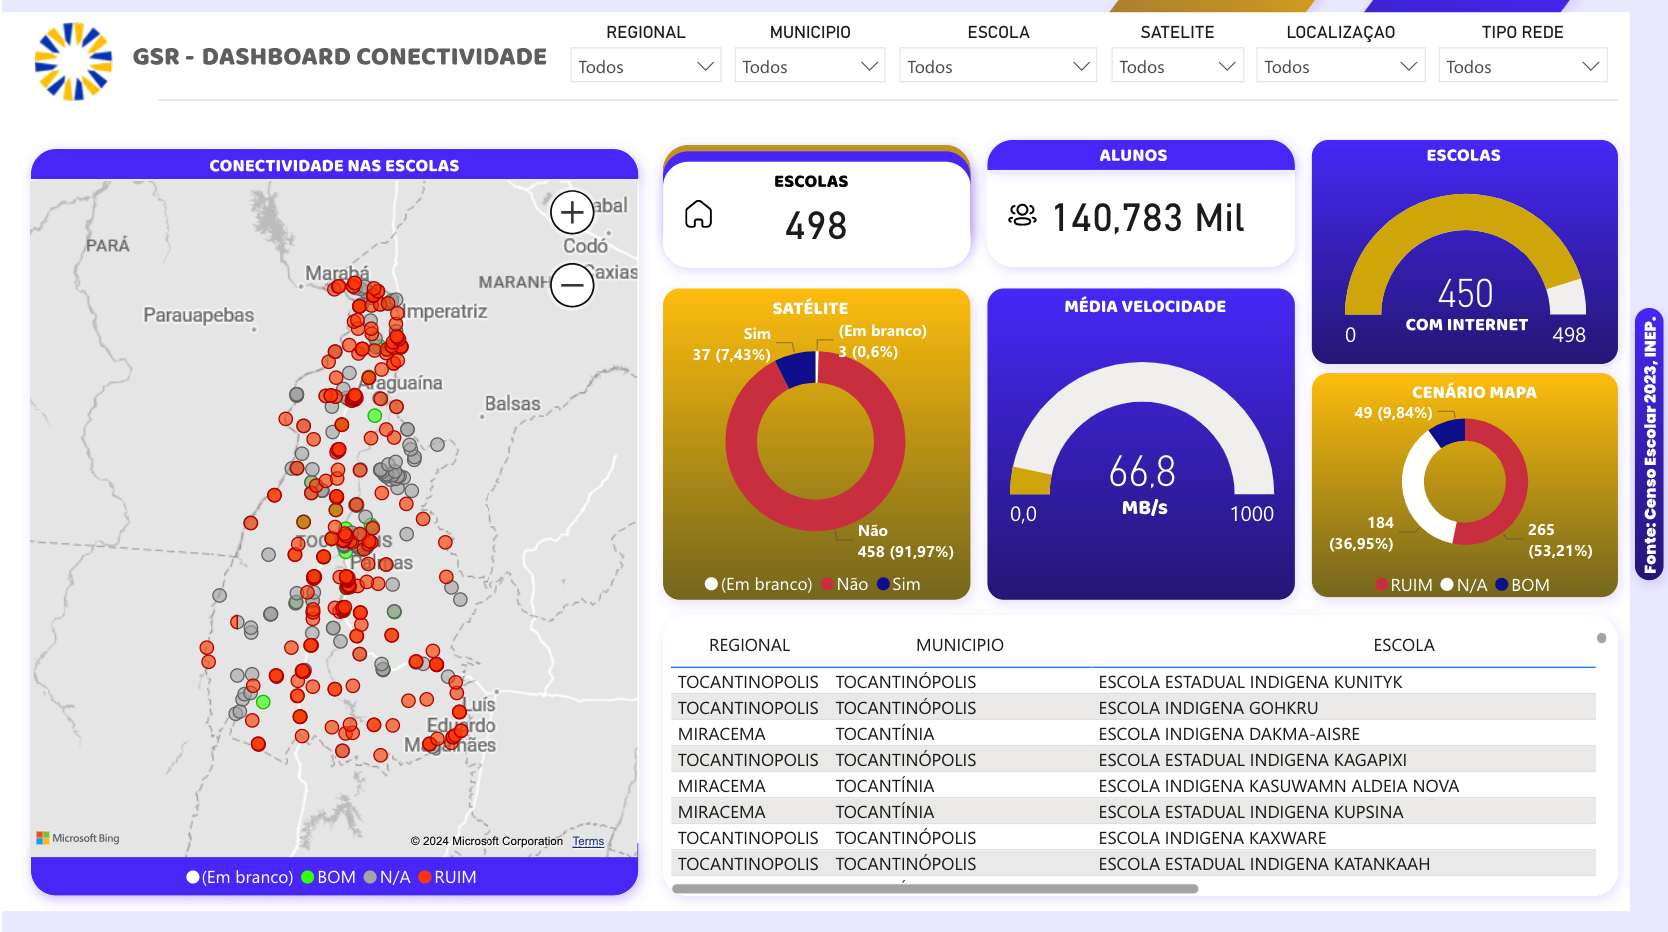 GSR - DASHBOARD CONECTIVIDADE
REGIONAL
Todos
MUNICIPIO
Todos
ESCOLA
Todos
SATELITE
Todos
LOCALIZAÇAO
Todos
TIPO REDE
Todos
CONECTIVIDADE NAS ESCOLAS
PARÁ
abal
Codó
Marabá
MARANH
Caxias
Parauapebas
Imperatriz
Araguaína
Balsas
Palmas
Luís
Eduardo
Magalhães
Microsoft Bing
© 2024 Microsoft Corporation
Terms
(Em branco) BOM N/A RUIM
ESCOLAS
498
ALUNOS
140,783 Mil
ESCOLAS
450
COM INTERNET
0
498
SATÉLITE
Sim
37 (7,43%)
(Em branco)
3 (0,6%)
Não
458 (91,97%)
(Em branco) Não Sim
MÉDIA VELOCIDADE
66,8
MB/s
0,0
1000
CENÁRIO MAPA
49 (9,84%)
184
(36,95%)
265
(53,21%)
RUIM N/A BOM
REGIONAL MUNICIPIO ESCOLA
TOCANTINOPOLIS TOCANTINÓPOLIS ESCOLA ESTADUAL INDIGENA KUNITYK
TOCANTINOPOLIS TOCANTINÓPOLIS ESCOLA INDIGENA GOHKRU
MIRACEMA TOCANTÍNIA ESCOLA INDIGENA DAKMA-AISRE
TOCANTINOPOLIS TOCANTINÓPOLIS ESCOLA ESTADUAL INDIGENA KAGAPIXI
MIRACEMA TOCANTÍNIA ESCOLA INDIGENA KASUWAMN ALDEIA NOVA
MIRACEMA TOCANTÍNIA ESCOLA ESTADUAL INDIGENA KUPSINA
TOCANTINOPOLIS TOCANTINÓPOLIS ESCOLA INDIGENA KAXWARE
TOCANTINOPOLIS TOCANTINÓPOLIS ESCOLA ESTADUAL INDIGENA KATANKAAH
Fonte: Censo Escolar 2023, INEP.